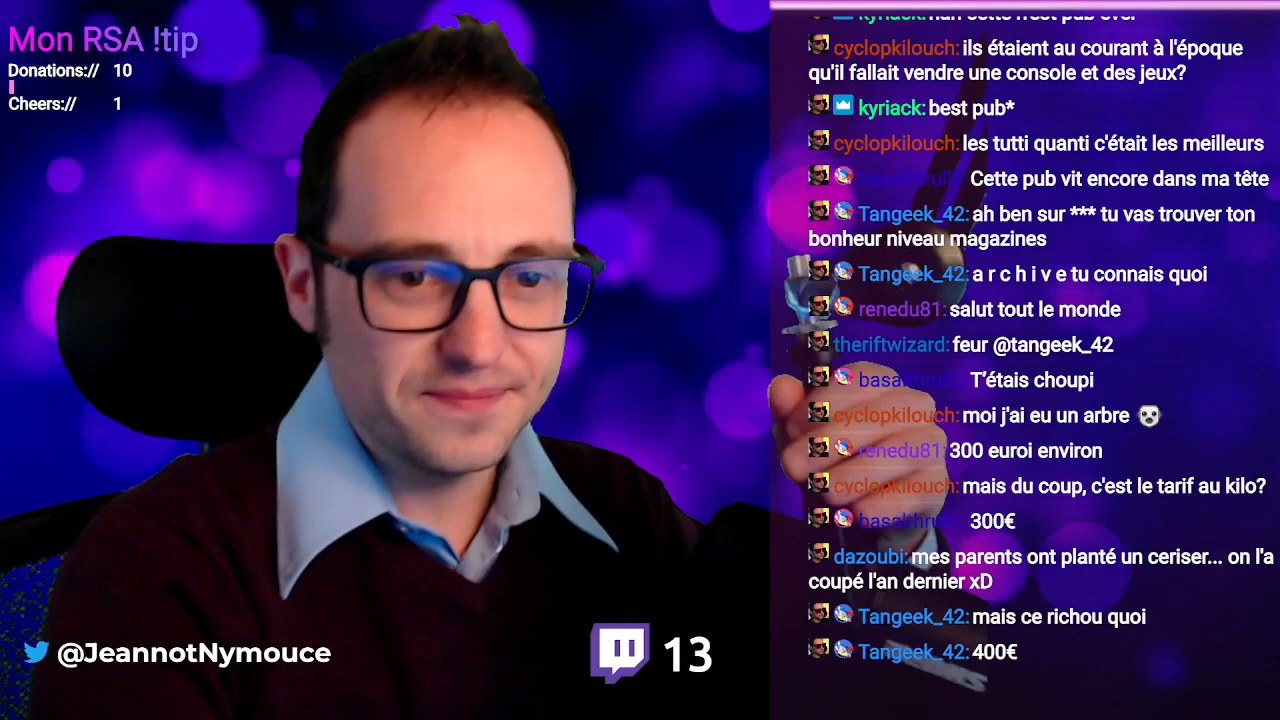 Mon RSA !tip
Donations:// 10
Cheers:// 1
cyclopkilouch: ils étaient au courant à l'époque
qu'il fallait vendre une console et des jeux?
kyriack: best pub*
cyclopkilouch: les tutti quanti c'était les meilleurs
Cette pub vit encore dans ma tête
Tangeek_42: ah ben sur *** tu vas trouver ton
bonheur niveau magazines
Tangeek_42: a r c h i v e tu connais quoi
renedu81: salut tout le monde
theriftwizard: feur @tangeek_42
T'étais choupi
cyclopkilouch: moi j'ai eu un arbre
renedu81: 300 euroi environ
cyclopkilouch: mais du coup, c'est le tarif au kilo?
300€
dazoubi: mes parents ont planté un ceriser... on l'a
coupé l'an dernier xD
Tangeek_42: mais ce richou quoi
Tangeek_42: 400€
@JeannotNymouce
13